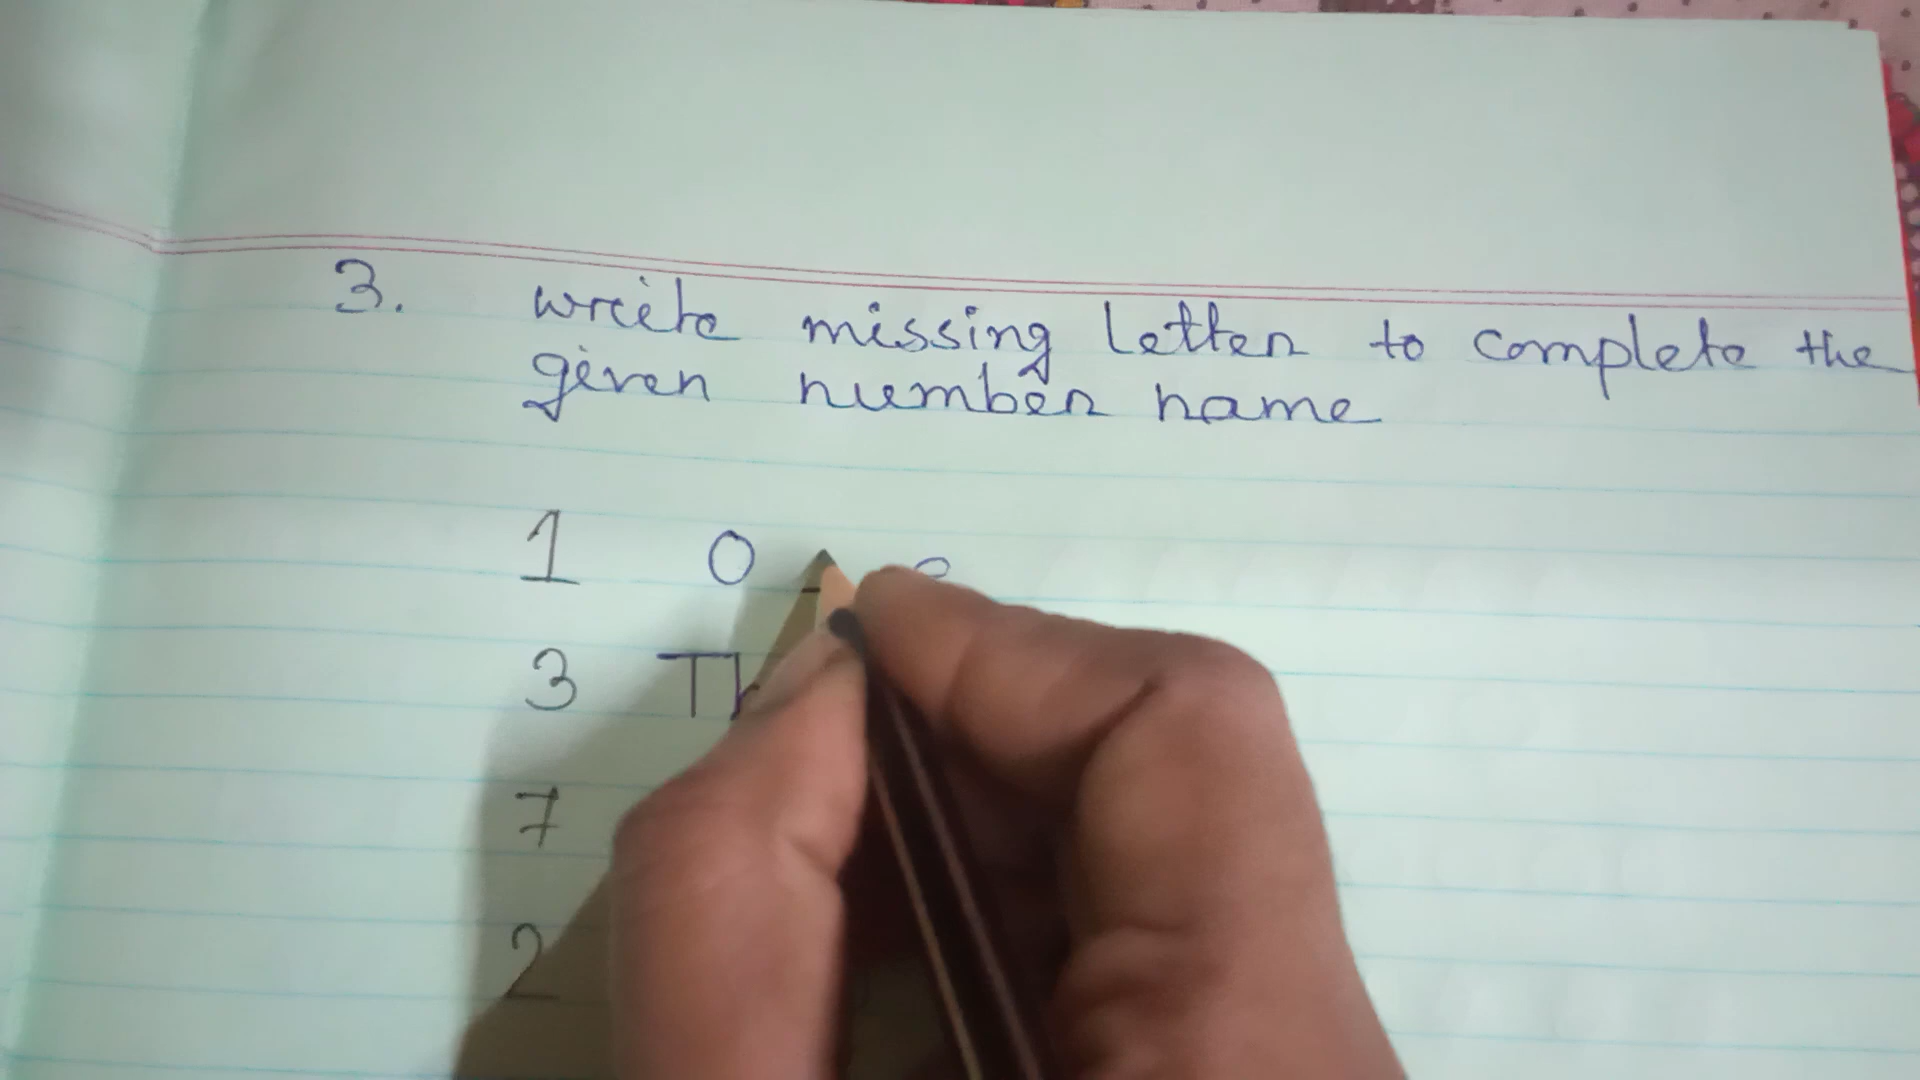 3. write missing letter to complete the
given number name
1 O _ e
3 Th
7
2